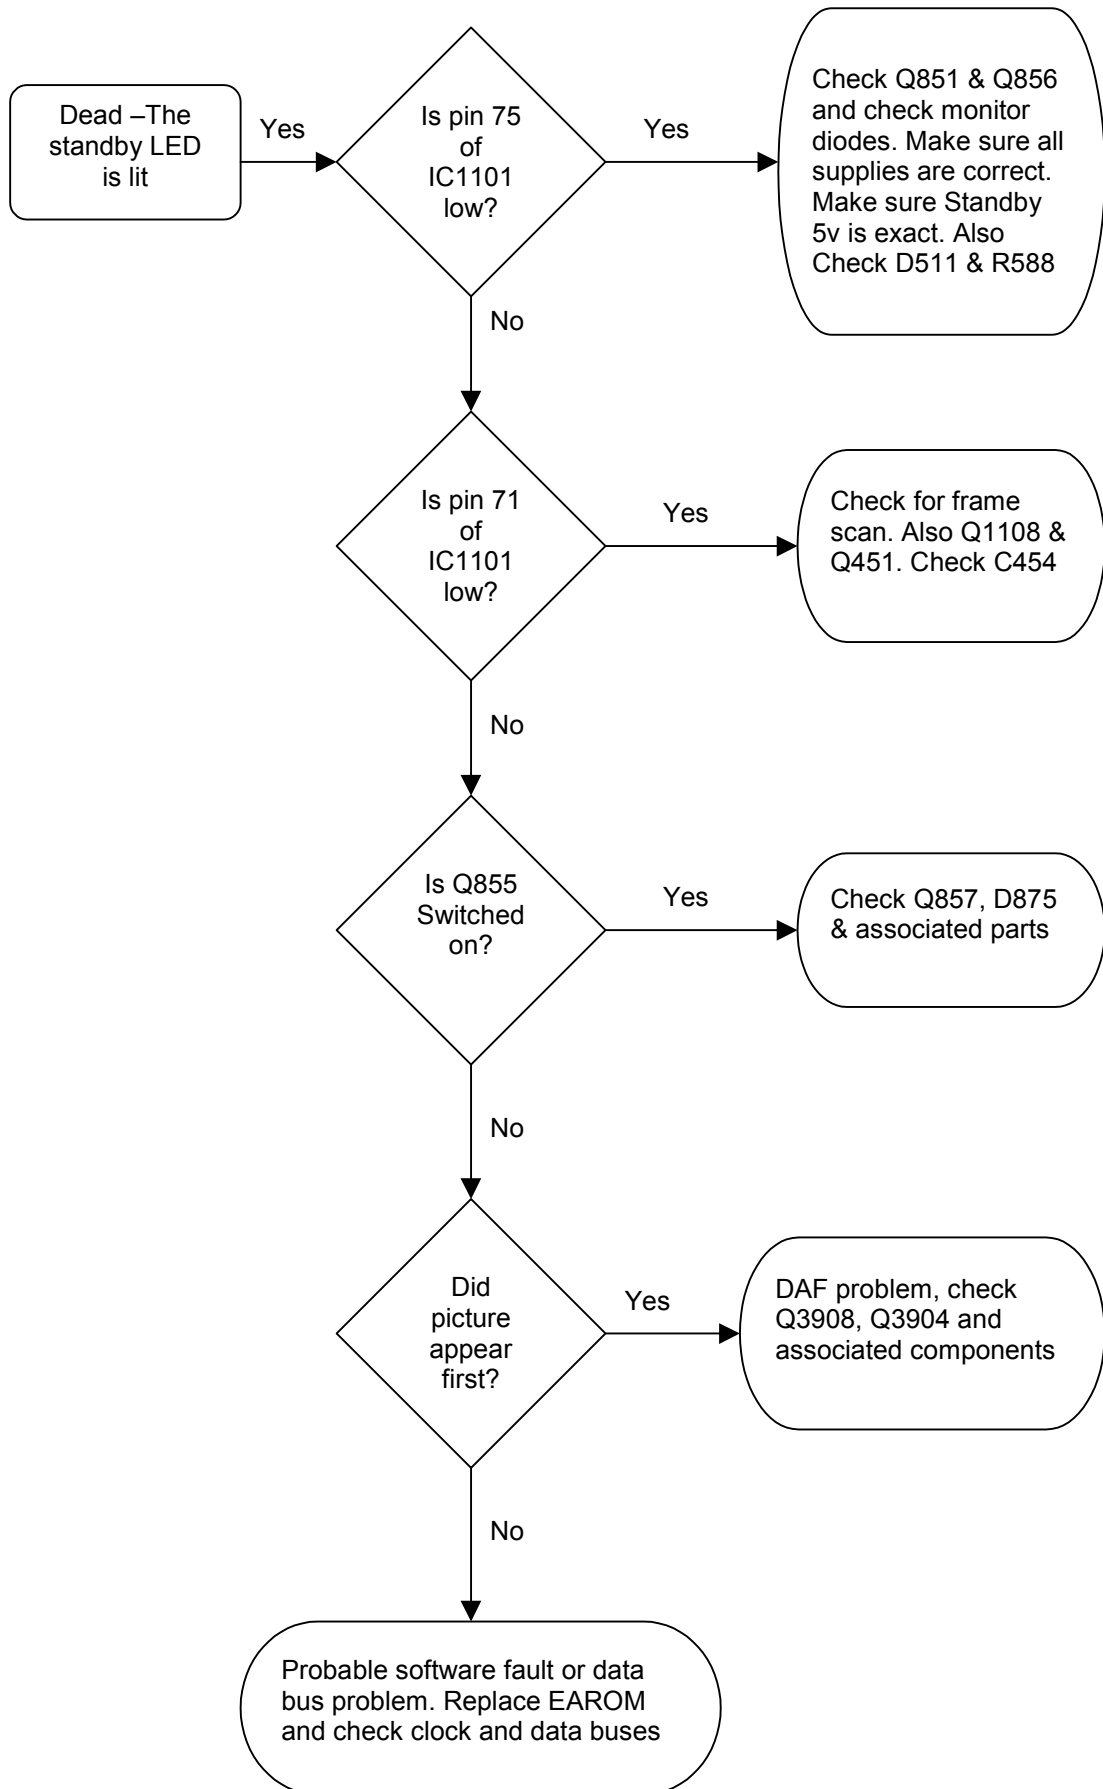 Dead –The
standby LED
is lit
Yes
Is pin 75
of
IC1101
low?
Yes
Check Q851 & Q856
and check monitor
diodes. Make sure all
supplies are correct.
Make sure Standby
5v is exact. Also
Check D511 & R588
No
Is pin 71
of
IC1101
low?
Yes
Check for frame
scan. Also Q1108 &
Q451. Check C454
No
Is Q855
Switched
on?
Yes
Check Q857, D875
& associated parts
No
Did
picture
appear
first?
Yes
DAF problem, check
Q3908, Q3904 and
associated components
No
Probable software fault or data
bus problem. Replace EAROM
and check clock and data buses